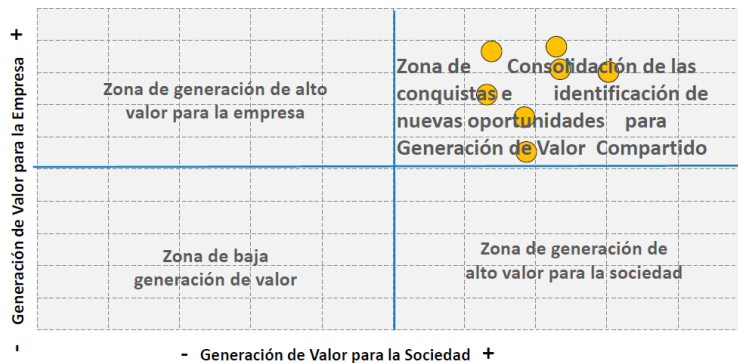 +
Generación de Valor para la Empresa
-
Zona de generación de alto
valor para la empresa
Zona de Consolidación de las
conquistas e identificación de
nuevas oportunidades para
Generación de Valor Compartido
Zona de baja
generación de valor
Zona de generación de
alto valor para la sociedad
- Generación de Valor para la Sociedad +